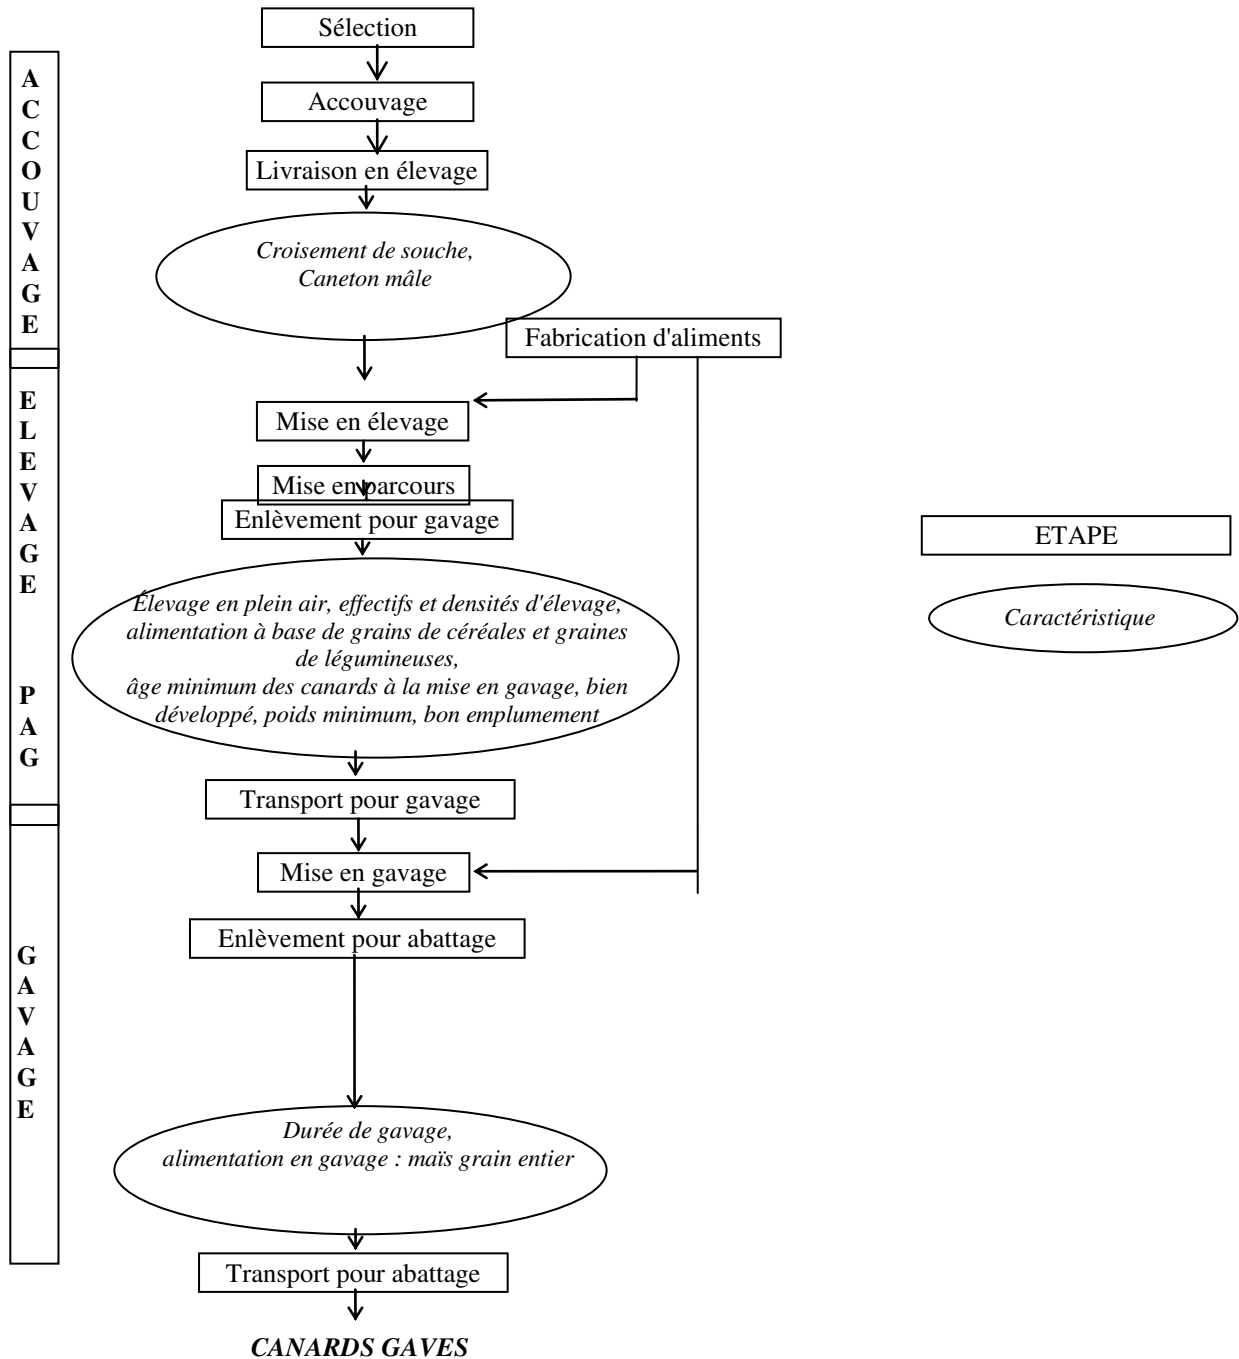 Sélection
Accouvage
Livraison en élevage
Croisement de souche,
Caneton mâle
Fabrication d'aliments
Mise en élevage
Mise en parcours
Enlèvement pour gavage
Élevage en plein air, effectifs et densités d'élevage,
alimentation à base de grains de céréales et graines
de légumineuses,
âge minimum des canards à la mise en gavage, bien
développé, poids minimum, bon emplumement
Transport pour gavage
Mise en gavage
Enlèvement pour abattage
Durée de gavage,
alimentation en gavage : maïs grain entier
Transport pour abattage
CANARDS GAVES
A
C
C
O
U
V
A
G
E
E
L
E
V
A
G
E
P
A
G
G
A
V
A
G
E
ETAPE
Caractéristique